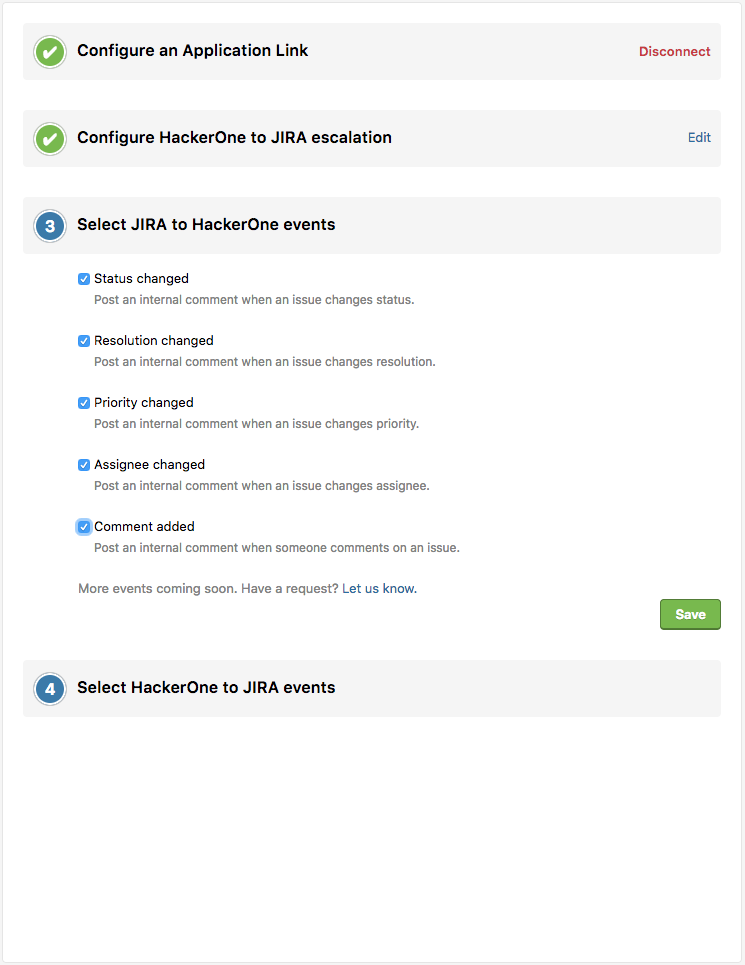 Configure an Application Link
Disconnect
Configure HackerOne to JIRA escalation
Edit
3
Select JIRA to HackerOne events
Status changed
Post an internal comment when an issue changes status.
Resolution changed
Post an internal comment when an issue changes resolution.
Priority changed
Post an internal comment when an issue changes priority.
Assignee changed
Post an internal comment when an issue changes assignee.
Comment added
Post an internal comment when someone comments on an issue.
More events coming soon. Have a request? Let us know.
Save
4
Select HackerOne to JIRA events